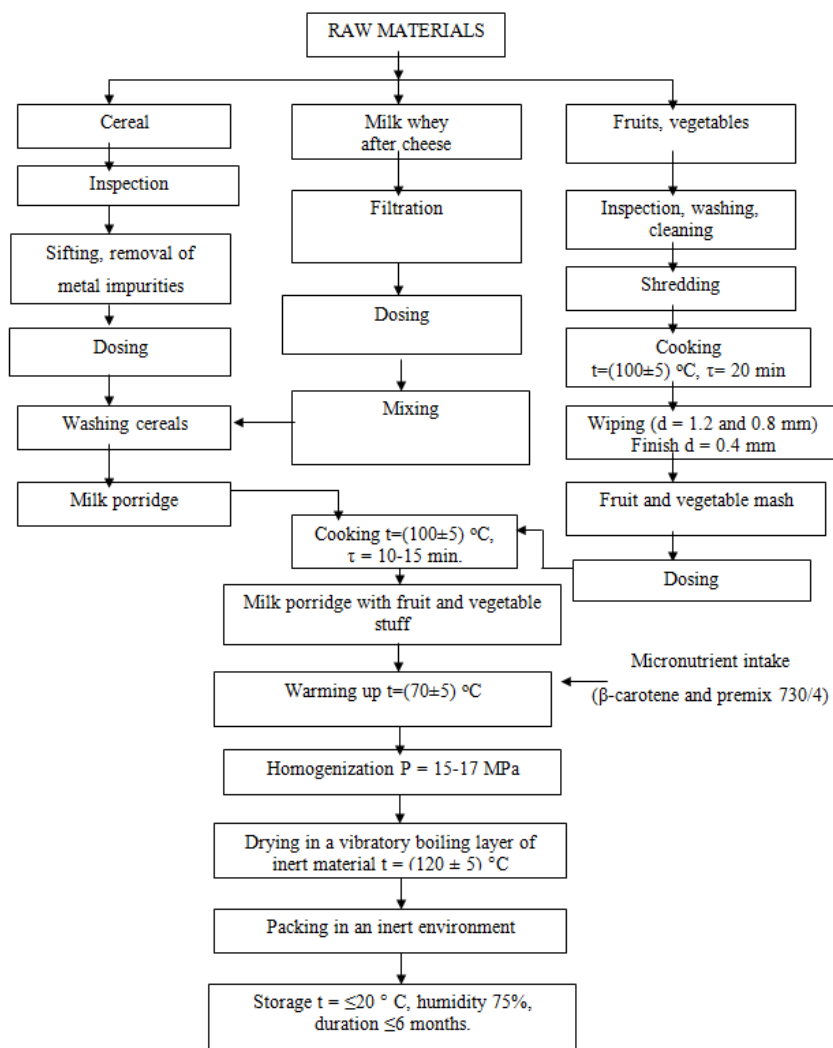 RAW MATERIALS
Cereal
Milk whey
after cheese
Fruits, vegetables
Inspection
Filtration
Inspection, washing,
cleaning
Sifting, removal of
metal impurities
Shredding
Dosing
Dosing
Cooking
t=(100±5) ºC, τ= 20 min
Washing cereals
Mixing
Wiping (d = 1.2 and 0.8 mm)
Finish d = 0.4 mm
Milk porridge
Fruit and vegetable mash
Cooking t=(100±5) ºC,
τ = 10-15 min.
Dosing
Milk porridge with fruit and vegetable
stuff
Micronutrient intake
(β-carotene and premix 730/4)
Warming up t=(70±5) ºC
Homogenization P = 15-17 MPa
Drying in a vibratory boiling layer of
inert material t = (120 ± 5) °C
Packing in an inert environment
Storage t = ≤20 ° C, humidity 75%,
duration ≤6 months.